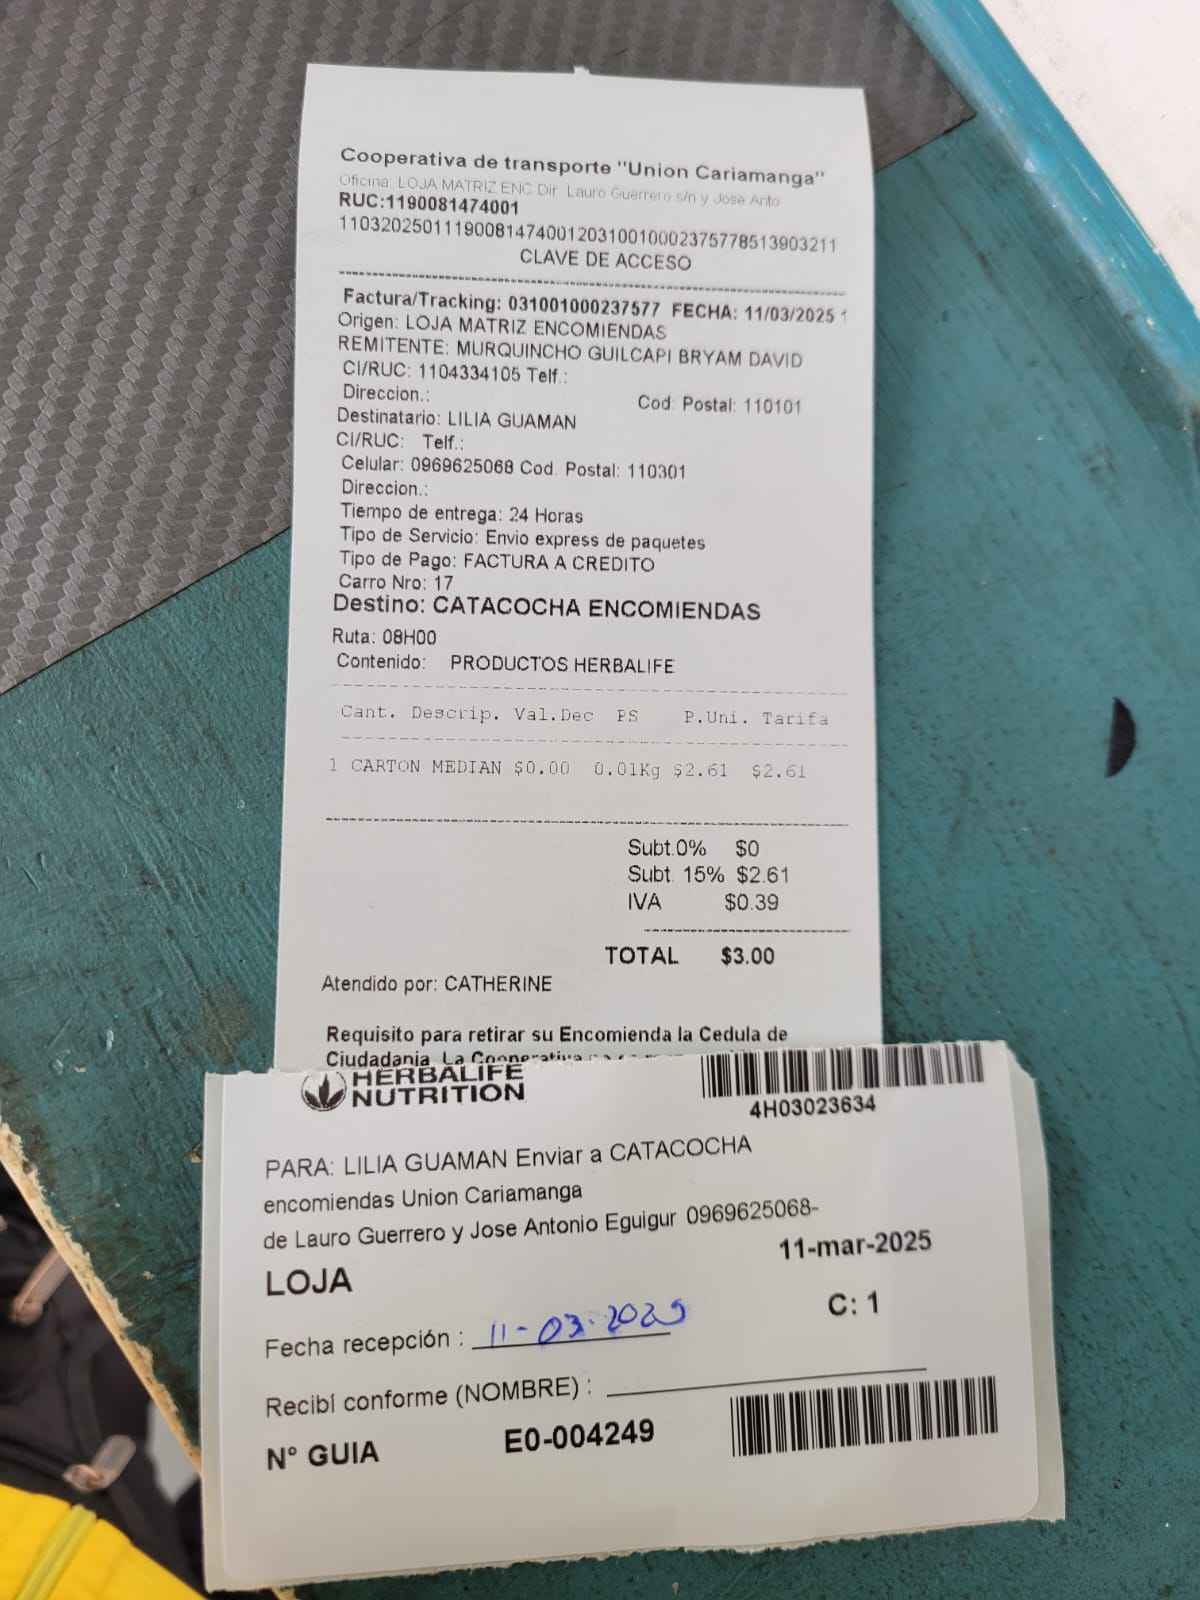 Cooperativa de transporte "Union Cariamanga"
Oficina: LOJA MATRIZ ENC Dir Lauro Guerrero s/n y Jose Anto
RUC:1190081474001
1103202501119008147400120310010002375778513903211
CLAVE DE ACCESO
Factura/Tracking: 031001000237577 FECHA: 11/03/2025 1
Origen: LOJA MATRIZ ENCOMIENDAS
REMITENTE: MURQUINCHO GUILCAPI BRYAM DAVID
CI/RUC: 1104334105 Telf.:
Direccion.: Cod. Postal: 110101
Destinatario: LILIA GUAMAN
CI/RUC: Telf.:
Celular: 0969625068 Cod. Postal: 110301
Direccion.:
Tiempo de entrega: 24 Horas
Tipo de Servicio: Envio express de paquetes
Tipo de Pago: FACTURA A CREDITO
Carro Nro: 17
Destino: CATACOCHA ENCOMIENDAS
Ruta: 08H00
Contenido: PRODUCTOS HERBALIFE
Cant. Descrip. Val.Dec PS P.Uni. Tarifa
1 CARTON MEDIAN $0.00 0.01Kg $2.61 $2.61
Subt.0% $0
Subt. 15% $2.61
IVA $0.39
TOTAL $3.00
Atendido por: CATHERINE
Requisito para retirar su Encomienda la Cedula de
Ciudadania. La Cooperativa
HERBALIFE
NUTRITION
4H03023634
PARA: LILIA GUAMAN Enviar a CATACOCHA
encomiendas Union Cariamanga
de Lauro Guerrero y Jose Antonio Eguigur 0969625068-
11-mar-2025
LOJA
C: 1
Fecha recepción : 11-03-2025
Recibí conforme (NOMBRE) :
N° GUIA E0-004249